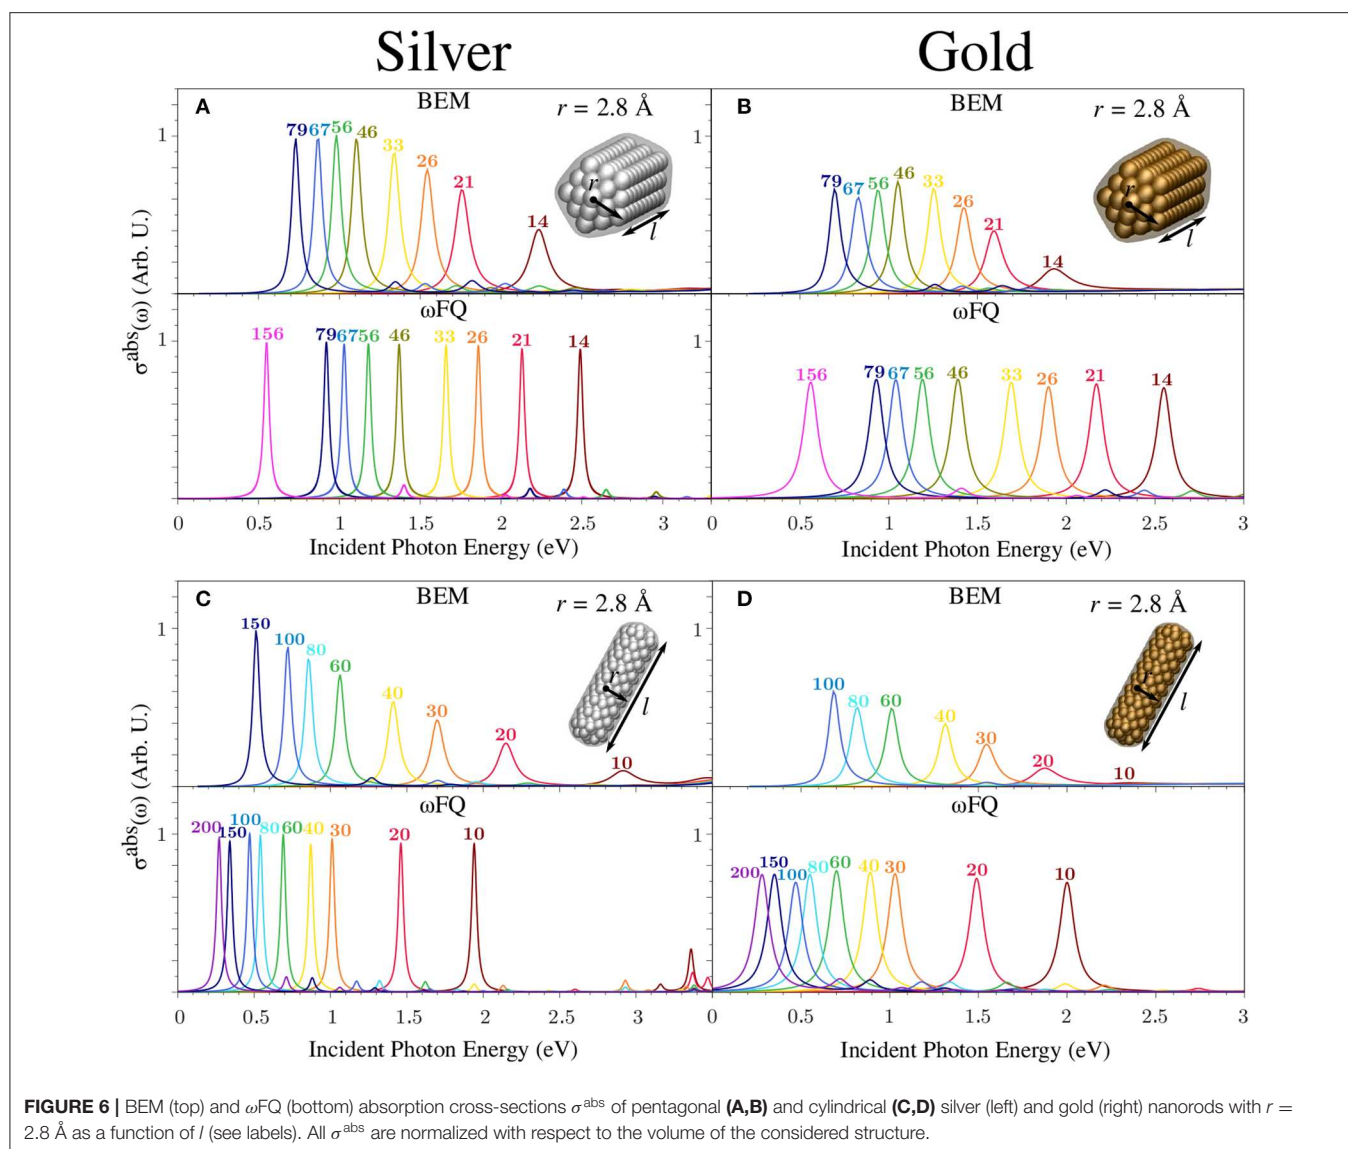 Silver
Gold
A
BEM
r = 2.8 Å
1
79 67 56 46 33 26 21 14
r
l
B
BEM
r = 2.8 Å
1
79 67 56 46 33 26 21 14
r
l
σabs(ω) (Arb. U.)
ωFQ
1
156 79 67 56 46 33 26 21 14
0 0.5 1 1.5 2 2.5 3
Incident Photon Energy (eV)
ωFQ
1
156 79 67 56 46 33 26 21 14
0 0.5 1 1.5 2 2.5 3
Incident Photon Energy (eV)
C
BEM
r = 2.8 Å
1
150 100 80 60 40 30 20 10
r
l
D
BEM
r = 2.8 Å
1
100 80 60 40 30 20 10
r
l
σabs(ω) (Arb. U.)
ωFQ
1
200 150 100 80 60 40 30 20 10
0 0.5 1 1.5 2 2.5 3
Incident Photon Energy (eV)
ωFQ
1
200 150 100 80 60 40 30 20 10
0 0.5 1 1.5 2 2.5 3
Incident Photon Energy (eV)
FIGURE 6 | BEM (top) and ωFQ (bottom) absorption cross-sections σabs of pentagonal (A,B) and cylindrical (C,D) silver (left) and gold (right) nanorods with r =
2.8 Å as a function of l (see labels). All σabs are normalized with respect to the volume of the considered structure.